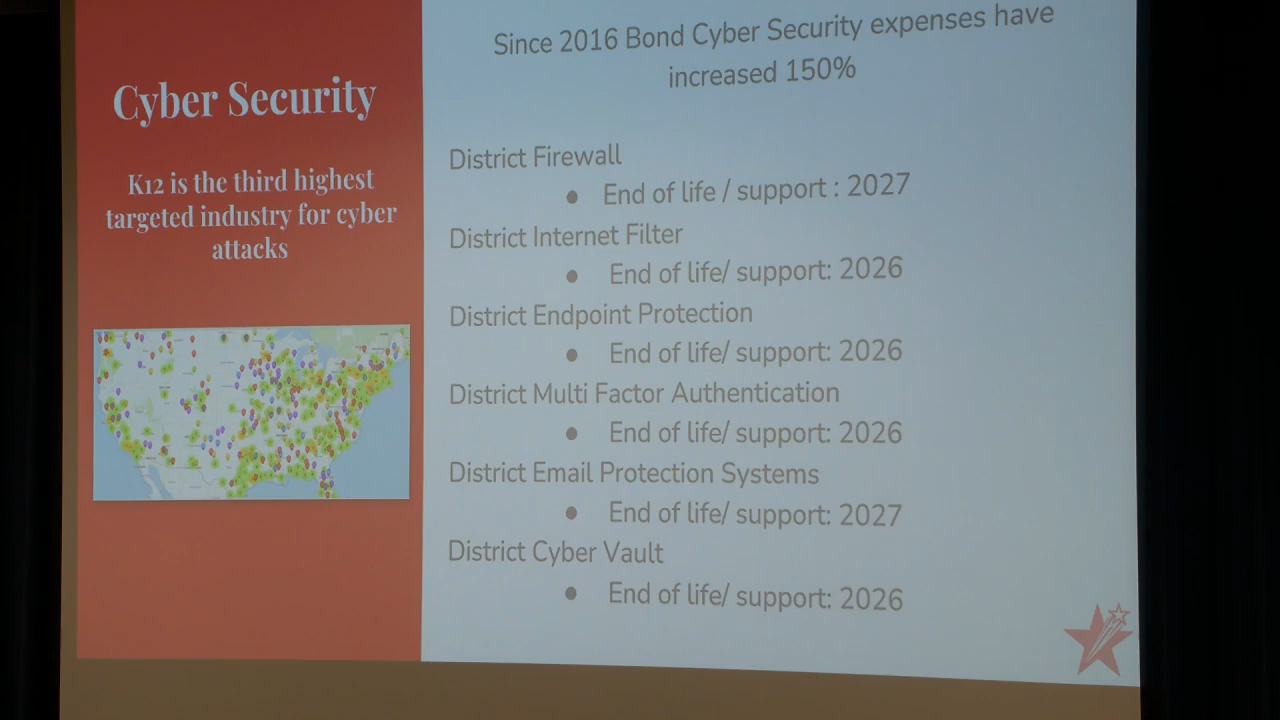 Cyber Security
K12 is the third highest
targeted industry for cyber
attacks
Since 2016 Bond Cyber Security expenses have
increased 150%
District Firewall
● End of life / support : 2027
District Internet Filter
● End of life/ support: 2026
District Endpoint Protection
● End of life/ support: 2026
District Multi Factor Authentication
● End of life/ support: 2026
District Email Protection Systems
● End of life/ support: 2027
District Cyber Vault
● End of life/ support: 2026